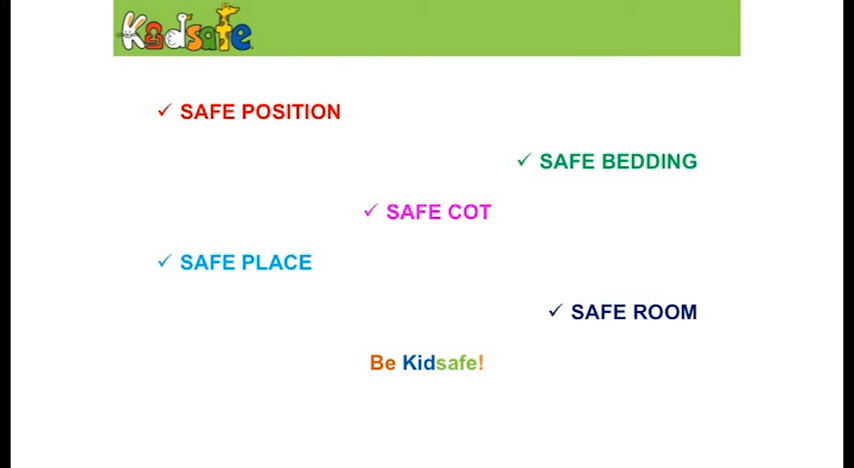 Kidsafe
✓ SAFE POSITION
✓ SAFE BEDDING
✓ SAFE COT
✓ SAFE PLACE
✓ SAFE ROOM
Be Kidsafe!